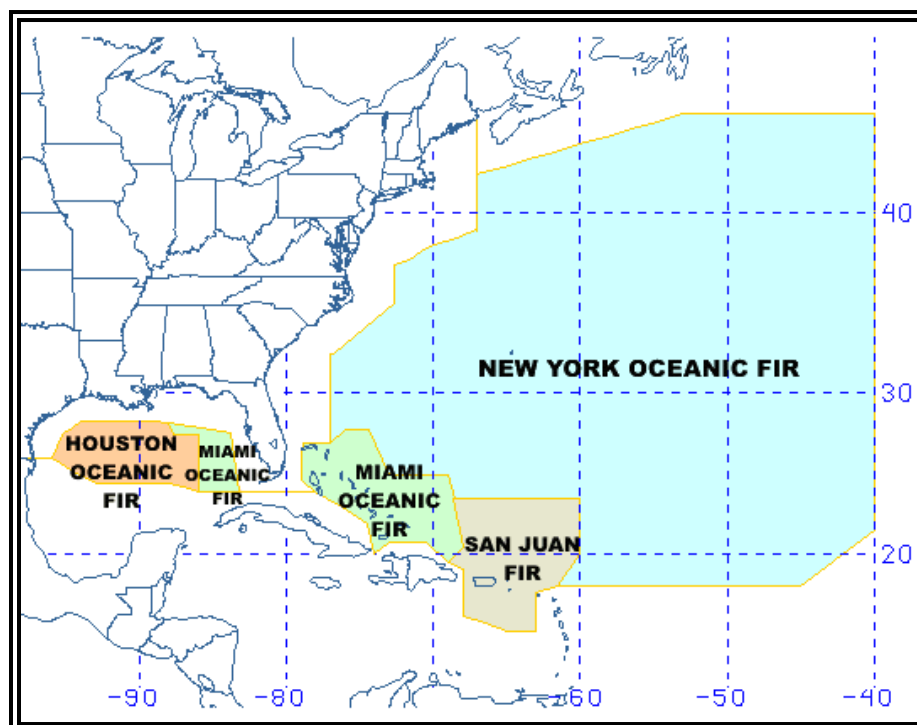 40
NEW YORK OCEANIC FIR
30
HOUSTON
OCEANIC
FIR
MIAMI
OCEANIC
FIR
MIAMI
OCEANIC
FIR
SAN JUAN
FIR
20
-90
-80
-60
-50
-40